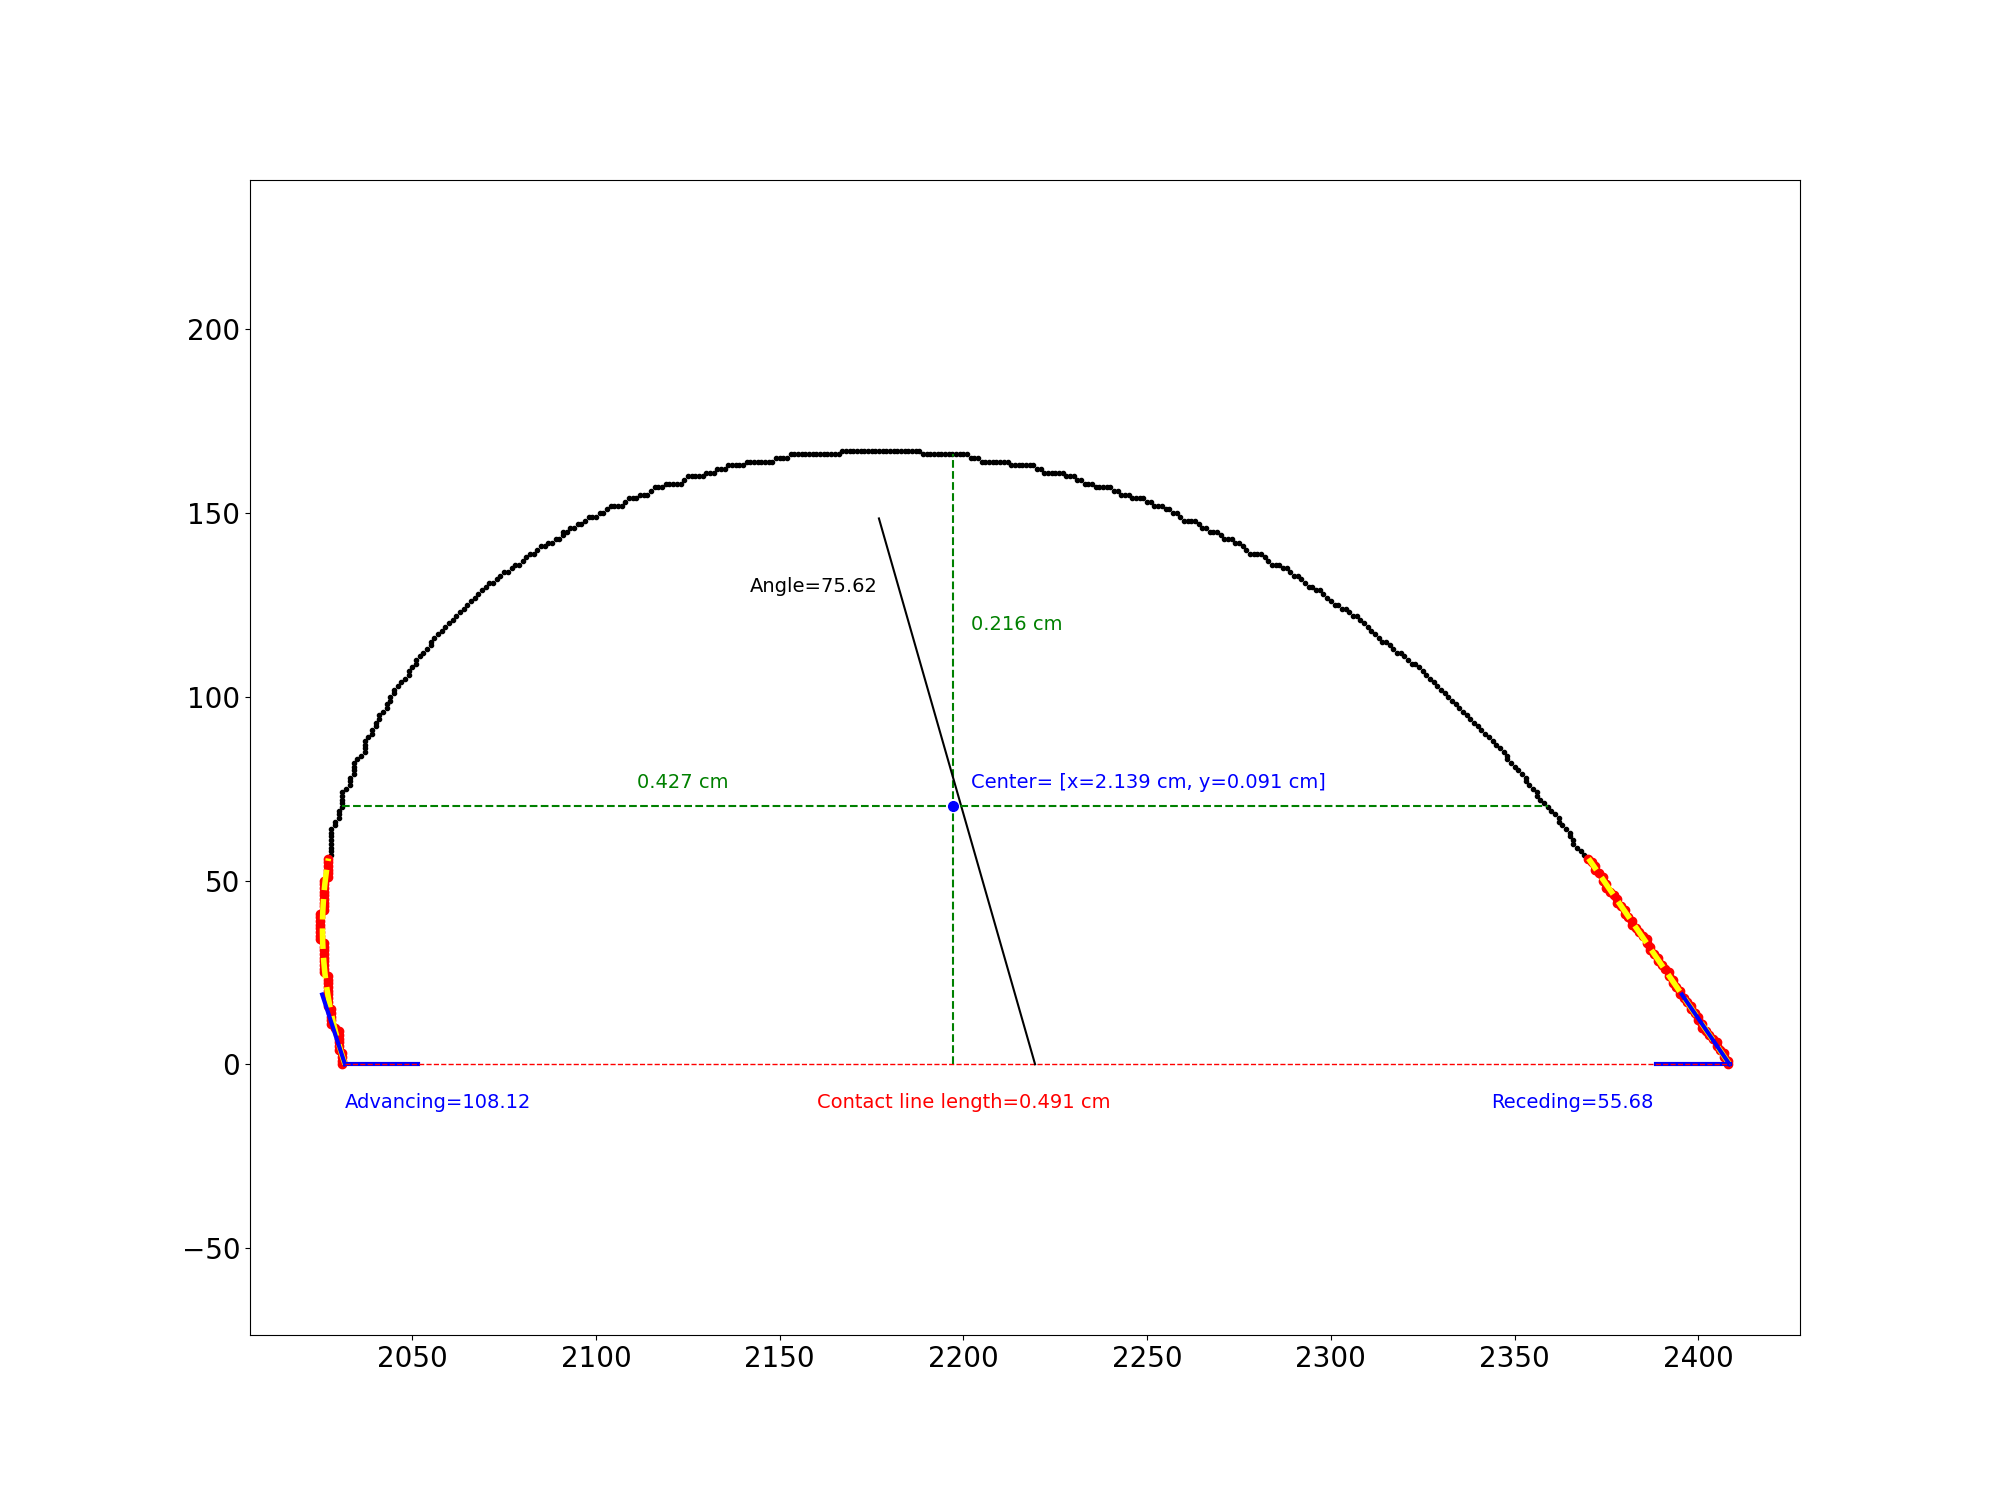 200
150
100
50
0
−50
Angle=75.62
0.216 cm
0.427 cm
Center= [x=2.139 cm, y=0.091 cm]
Advancing=108.12
Contact line length=0.491 cm
Receding=55.68
2050 2100 2150 2200 2250 2300 2350 2400